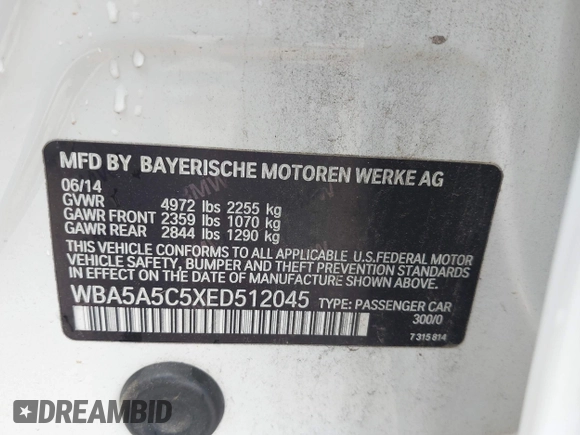 MFD BY BAYERISCHE MOTOREN WERKE AG
06/14
GVWR 4972 lbs 2255 kg
GAWR FRONT 2359 lbs 1070 kg
GAWR REAR 2844 lbs 1290 kg
THIS VEHICLE CONFORMS TO ALL APPLICABLE U.S.FEDERAL MOTOR
VEHICLE SAFETY, BUMPER AND THEFT PREVENTION STANDARDS
IN EFFECT ON THE DATE OF MANUFACTURE SHOWN ABOVE.
WBA5A5C5XED512045 TYPE: PASSENGER CAR
300/0
7 315 814
DREAMBID